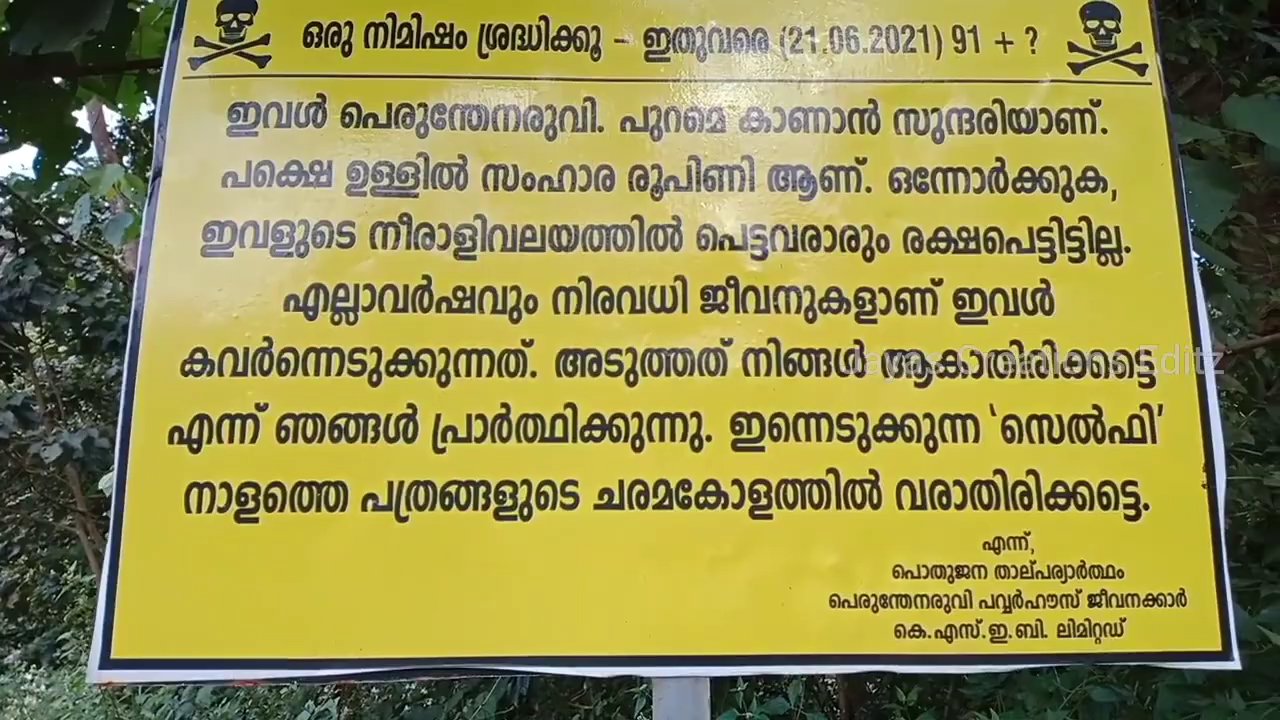 ഒരു നിമിഷം ശ്രദ്ധിക്കൂ - ഇതുവരെ (21.06.2021) 91 + ?
ഇവൾ പെരുന്തേനരുവി. പുറമെ കാണാൻ സുന്ദരിയാണ്.
പക്ഷെ ഉള്ളിൽ സംഹാര രൂപിണി ആണ്. ഒന്നോർക്കുക,
ഇവളുടെ നീരാളിവലയത്തിൽ പെട്ടവരാരും രക്ഷപെട്ടിട്ടില്ല.
എല്ലാവർഷവും നിരവധി ജീവനുകളാണ് ഇവൾ
കവർന്നെടുക്കുന്നത്. അടുത്തത് നിങ്ങൾ ആകാതിരിക്കട്ടെ
എന്ന് ഞങ്ങൾ പ്രാർത്ഥിക്കുന്നു. ഇന്നെടുക്കുന്ന 'സെൽഫി'
നാളത്തെ പത്രങ്ങളുടെ ചരമകോളത്തിൽ വരാതിരിക്കട്ടെ.
എന്ന്,
പൊതുജന താല്പര്യാർത്ഥം
പെരുന്തേനരുവി പവ്വർഹൗസ് ജീവനക്കാർ
കെ.എസ്.ഇ.ബി. ലിമിറ്റഡ്
Creations Editz